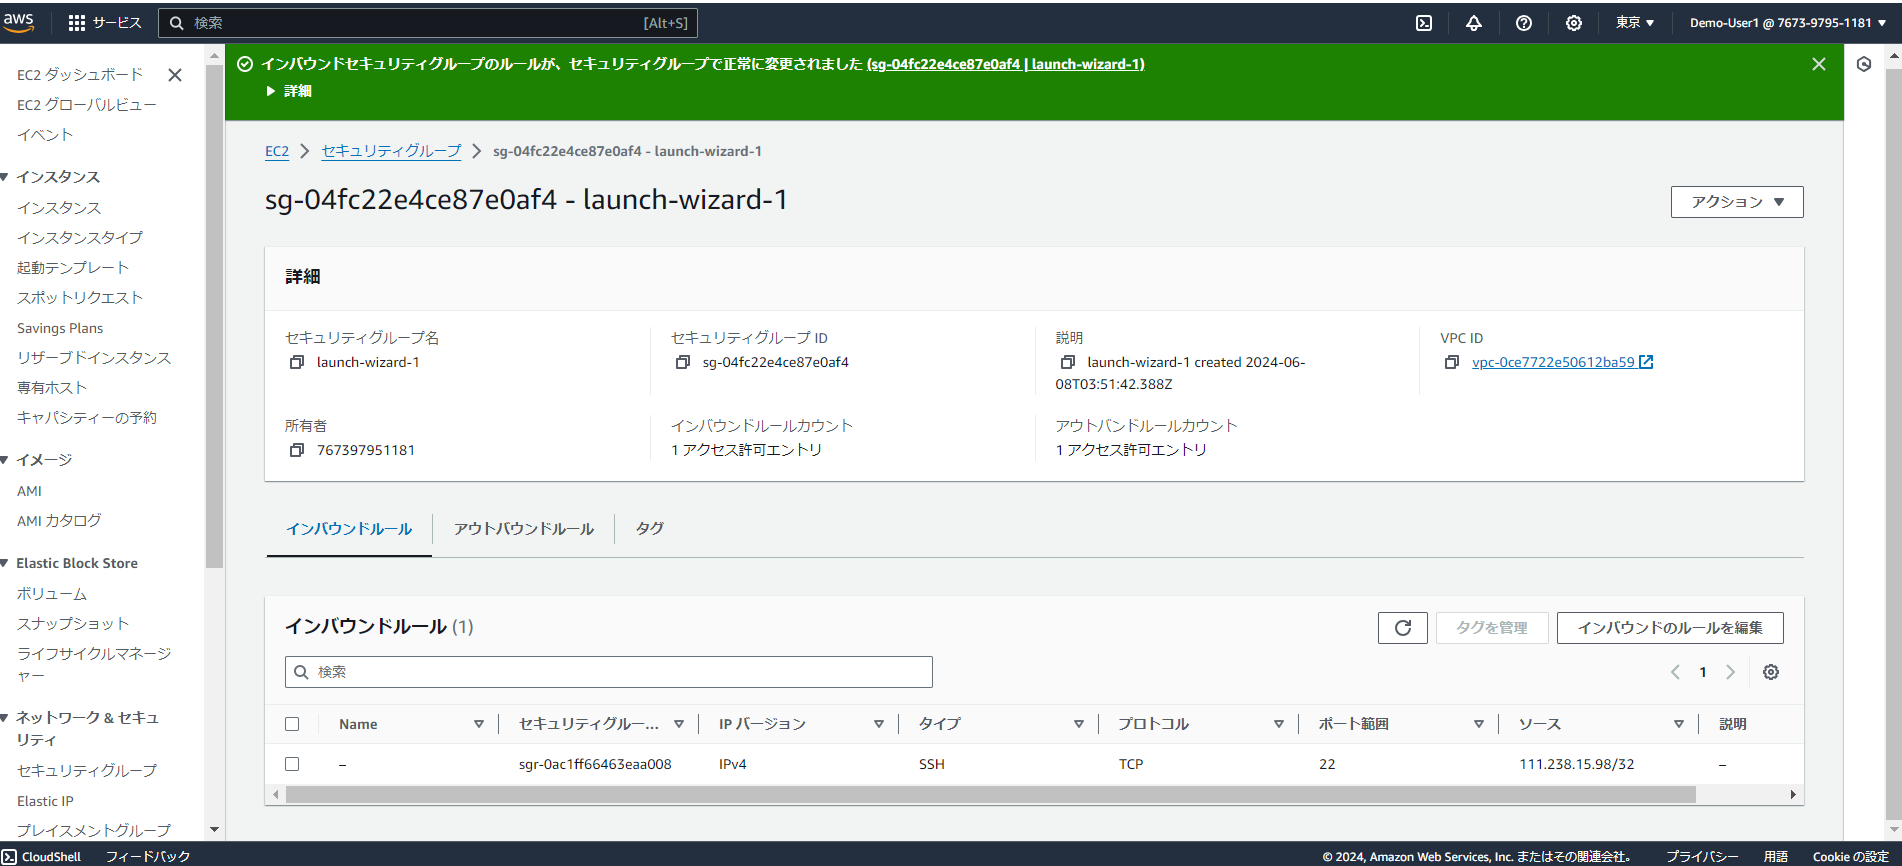 aws サービス 検索 [Alt+S] 東京 ▼ Demo-User1 @ 7673-9795-1181 ▼
EC2 ダッシュボード
EC2 グローバルビュー
イベント
▼ インスタンス
インスタンス
インスタンスタイプ
起動テンプレート
スポットリクエスト
Savings Plans
リザーブドインスタンス
専有ホスト
キャパシティーの予約
▼ イメージ
AMI
AMI カタログ
▼ Elastic Block Store
ボリューム
スナップショット
ライフサイクルマネージ
ャー
▼ ネットワーク & セキュ
リティ
セキュリティグループ
Elastic IP
プレイスメントグループ
インバウンドセキュリティグループのルールが、セキュリティグループで正常に変更されました (sg-04fc22e4ce87e0af4 | launch-wizard-1)
▶ 詳細
EC2 > セキュリティグループ > sg-04fc22e4ce87e0af4 - launch-wizard-1
sg-04fc22e4ce87e0af4 - launch-wizard-1
アクション ▼
詳細
セキュリティグループ名
launch-wizard-1
セキュリティグループ ID
sg-04fc22e4ce87e0af4
説明
launch-wizard-1 created 2024-06-
08T03:51:42.388Z
VPC ID
vpc-0ce7722e50612ba59
所有者
767397951181
インバウンドルールカウント
1 アクセス許可エントリ
アウトバンドルールカウント
1 アクセス許可エントリ
インバウンドルール アウトバウンドルール タグ
インバウンドルール (1)
タグを管理 インバウンドのルールを編集
検索
1
Name セキュリティグルー... IP バージョン タイプ プロトコル ポート範囲 ソース 説明
– sgr-0ac1ff66463eaa008 IPv4 SSH TCP 22 111.238.15.98/32 –
CloudShell フィードバック © 2024, Amazon Web Services, Inc. またはその関連会社。 プライバシー 用語 Cookie の設定